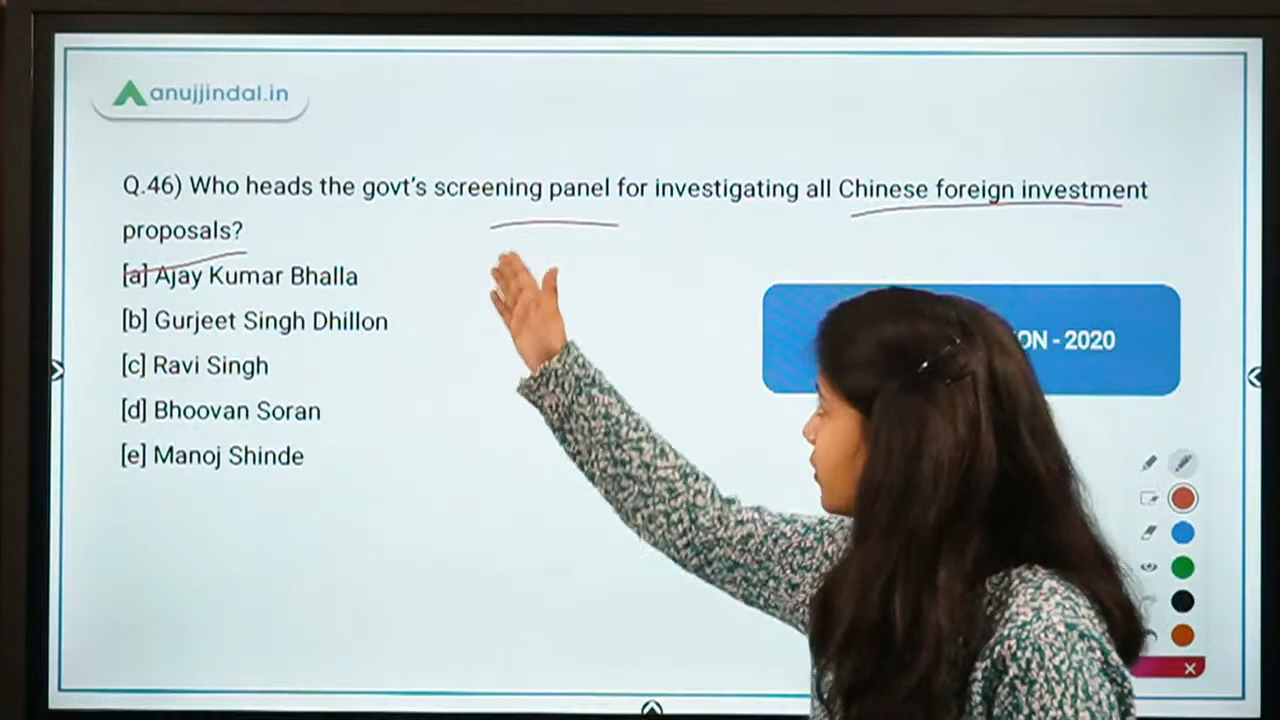 anujjindal.in
Q.46) Who heads the govt's screening panel for investigating all Chinese foreign investment
proposals?
[a] Ajay Kumar Bhalla
[b] Gurjeet Singh Dhillon
[c] Ravi Singh
[d] Bhoovan Soran
[e] Manoj Shinde
- 2020